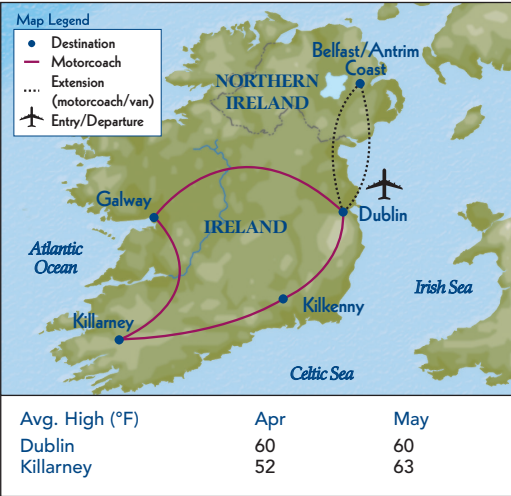 Map Legend
Destination
Motorcoach
Extension
(motorcoach/van)
Entry/Departure
Belfast/Antrim
Coast
NORTHERN
IRELAND
Galway
Dublin
IRELAND
Atlantic
Ocean
Irish Sea
Kilkenny
Killarney
Celtic Sea
Avg. High (°F) Apr May
Dublin 60 60
Killarney 52 63